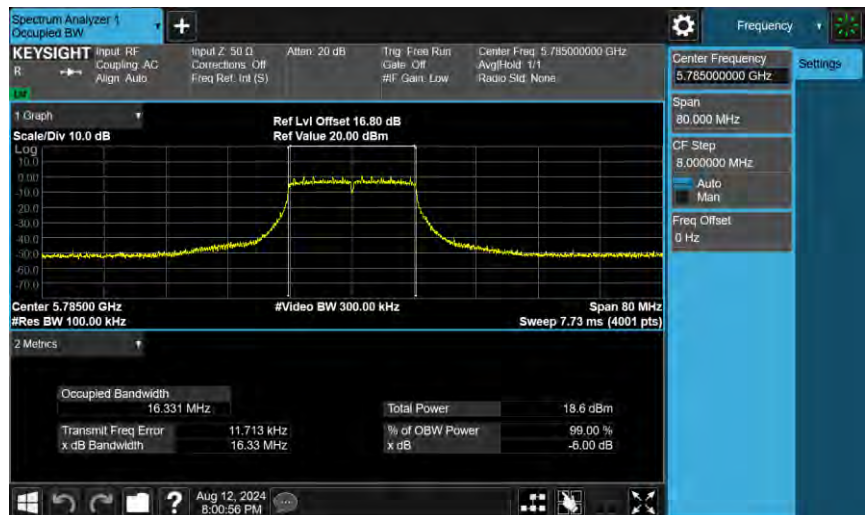 Spectrum Analyzer 1
Occupied BW
Frequency
KEYSIGHT
R
Input: RF
Coupling: AC
Align: Auto
Input Z: 50 Ω
Corrections: Off
Freq Ref: Int (S)
Atten: 20 dB
Trig: Free Run
Gate: Off
#IF Gain: Low
Center Freq: 5.785000000 GHz
Avg|Hold: 1/1
Radio Std: None
Center Frequency
5.785000000 GHz
Settings
Span
80.000 MHz
CF Step
8.000000 MHz
Auto
Man
Freq Offset
0 Hz
1 Graph
Scale/Div 10.0 dB
Ref Lvl Offset 16.80 dB
Ref Value 20.00 dBm
Log
10.0
0.00
-10.0
-20.0
-30.0
-40.0
-50.0
-60.0
-70.0
Center 5.78500 GHz
#Res BW 100.00 kHz
#Video BW 300.00 kHz
Span 80 MHz
Sweep 7.73 ms (4001 pts)
2 Metrics
Occupied Bandwidth
16.331 MHz
Total Power 18.6 dBm
Transmit Freq Error 11.713 kHz
% of OBW Power 99.00 %
x dB Bandwidth 16.33 MHz
x dB -6.00 dB
?
Aug 12, 2024
8:00:56 PM